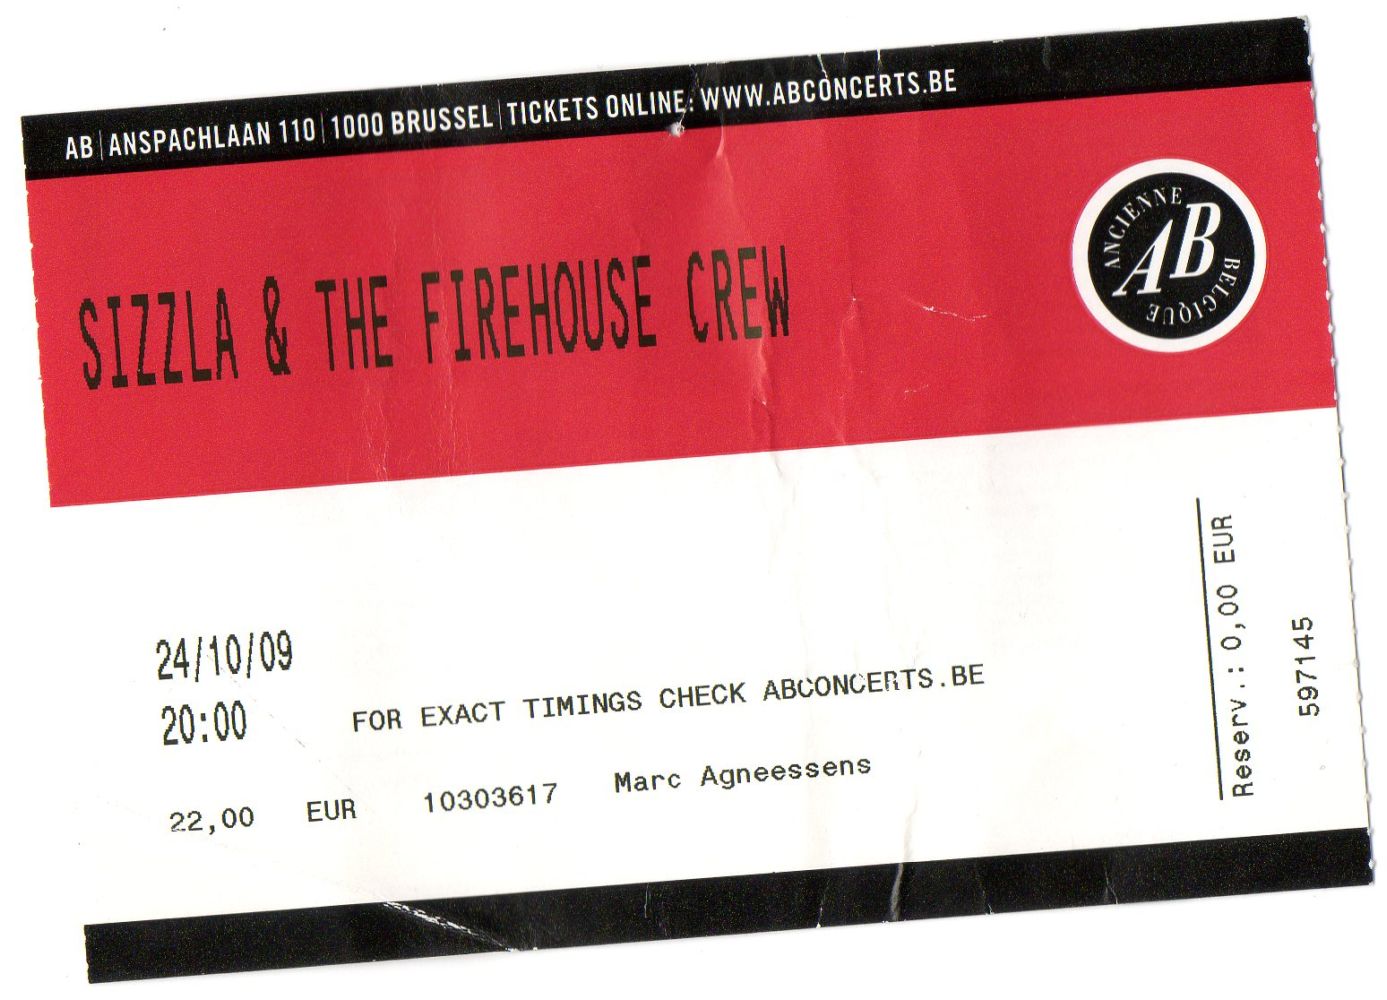 AB | ANSPACHLAAN 110 | 1000 BRUSSEL | TICKETS ONLINE: WWW.ABCONCERTS.BE
ANCIENNE
AB
BELGIQUE
SIZZLA & THE FIREHOUSE CREW
24/10/09
20:00 FOR EXACT TIMINGS CHECK ABCONCERTS.BE
22,00 EUR 10303617 Marc Agneessens
Reserv.: 0,00 EUR
597145